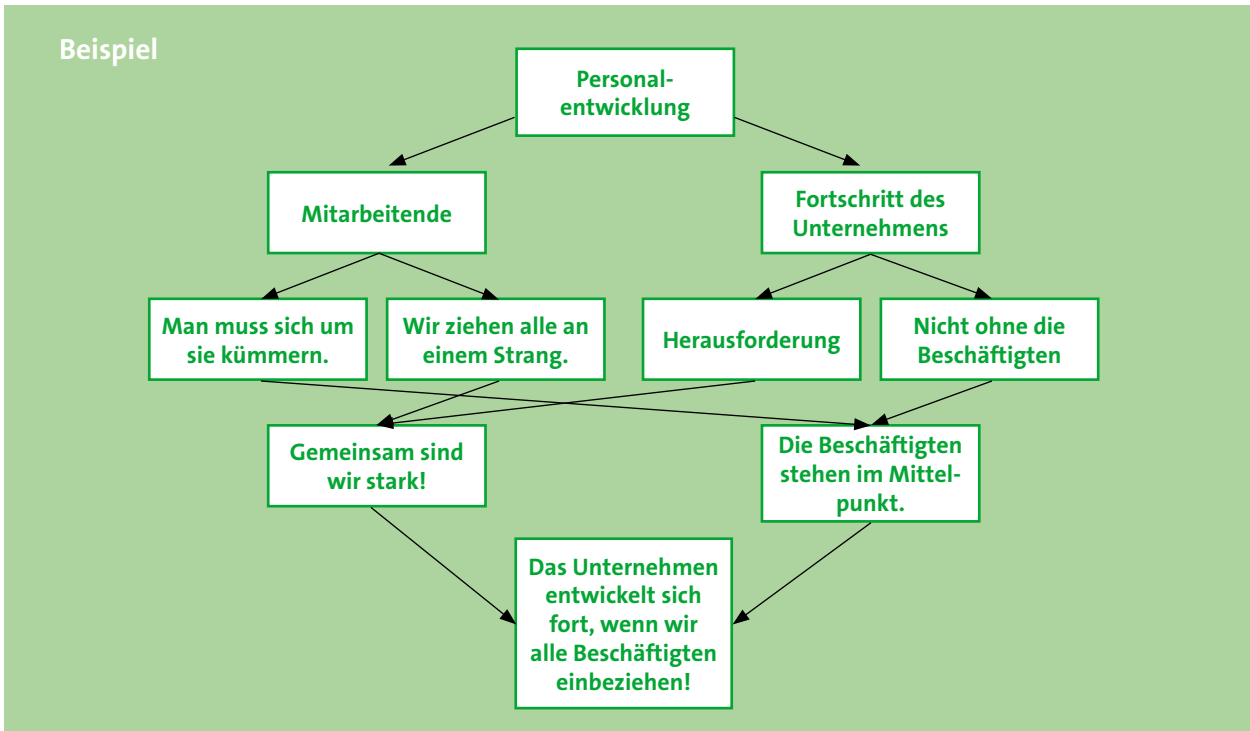 Beispiel
Personal-
entwicklung
Mitarbeitende
Fortschritt des
Unternehmens
Man muss sich um
sie kümmern.
Wir ziehen alle an
einem Strang.
Herausforderung
Nicht ohne die
Beschäftigten
Gemeinsam sind
wir stark!
Die Beschäftigten
stehen im Mittel-
punkt.
Das Unternehmen
entwickelt sich
fort, wenn wir
alle Beschäftigten
einbeziehen!